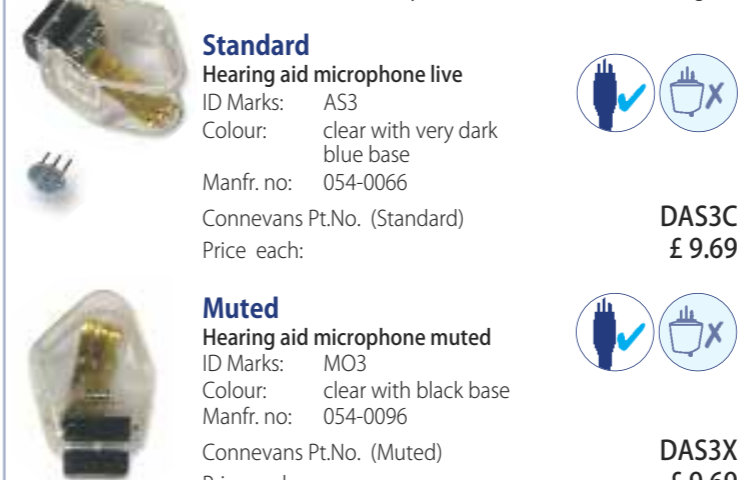 Standard
Hearing aid microphone live
ID Marks: AS3
Colour: clear with very dark
blue base
Manfr. no: 054-0066
Connevans Pt.No. (Standard) DAS3C
Price each: £ 9.69
Muted
Hearing aid microphone muted
ID Marks: MO3
Colour: clear with black base
Manfr. no: 054-0096
Connevans Pt.No. (Muted) DAS3X
£ 9.69